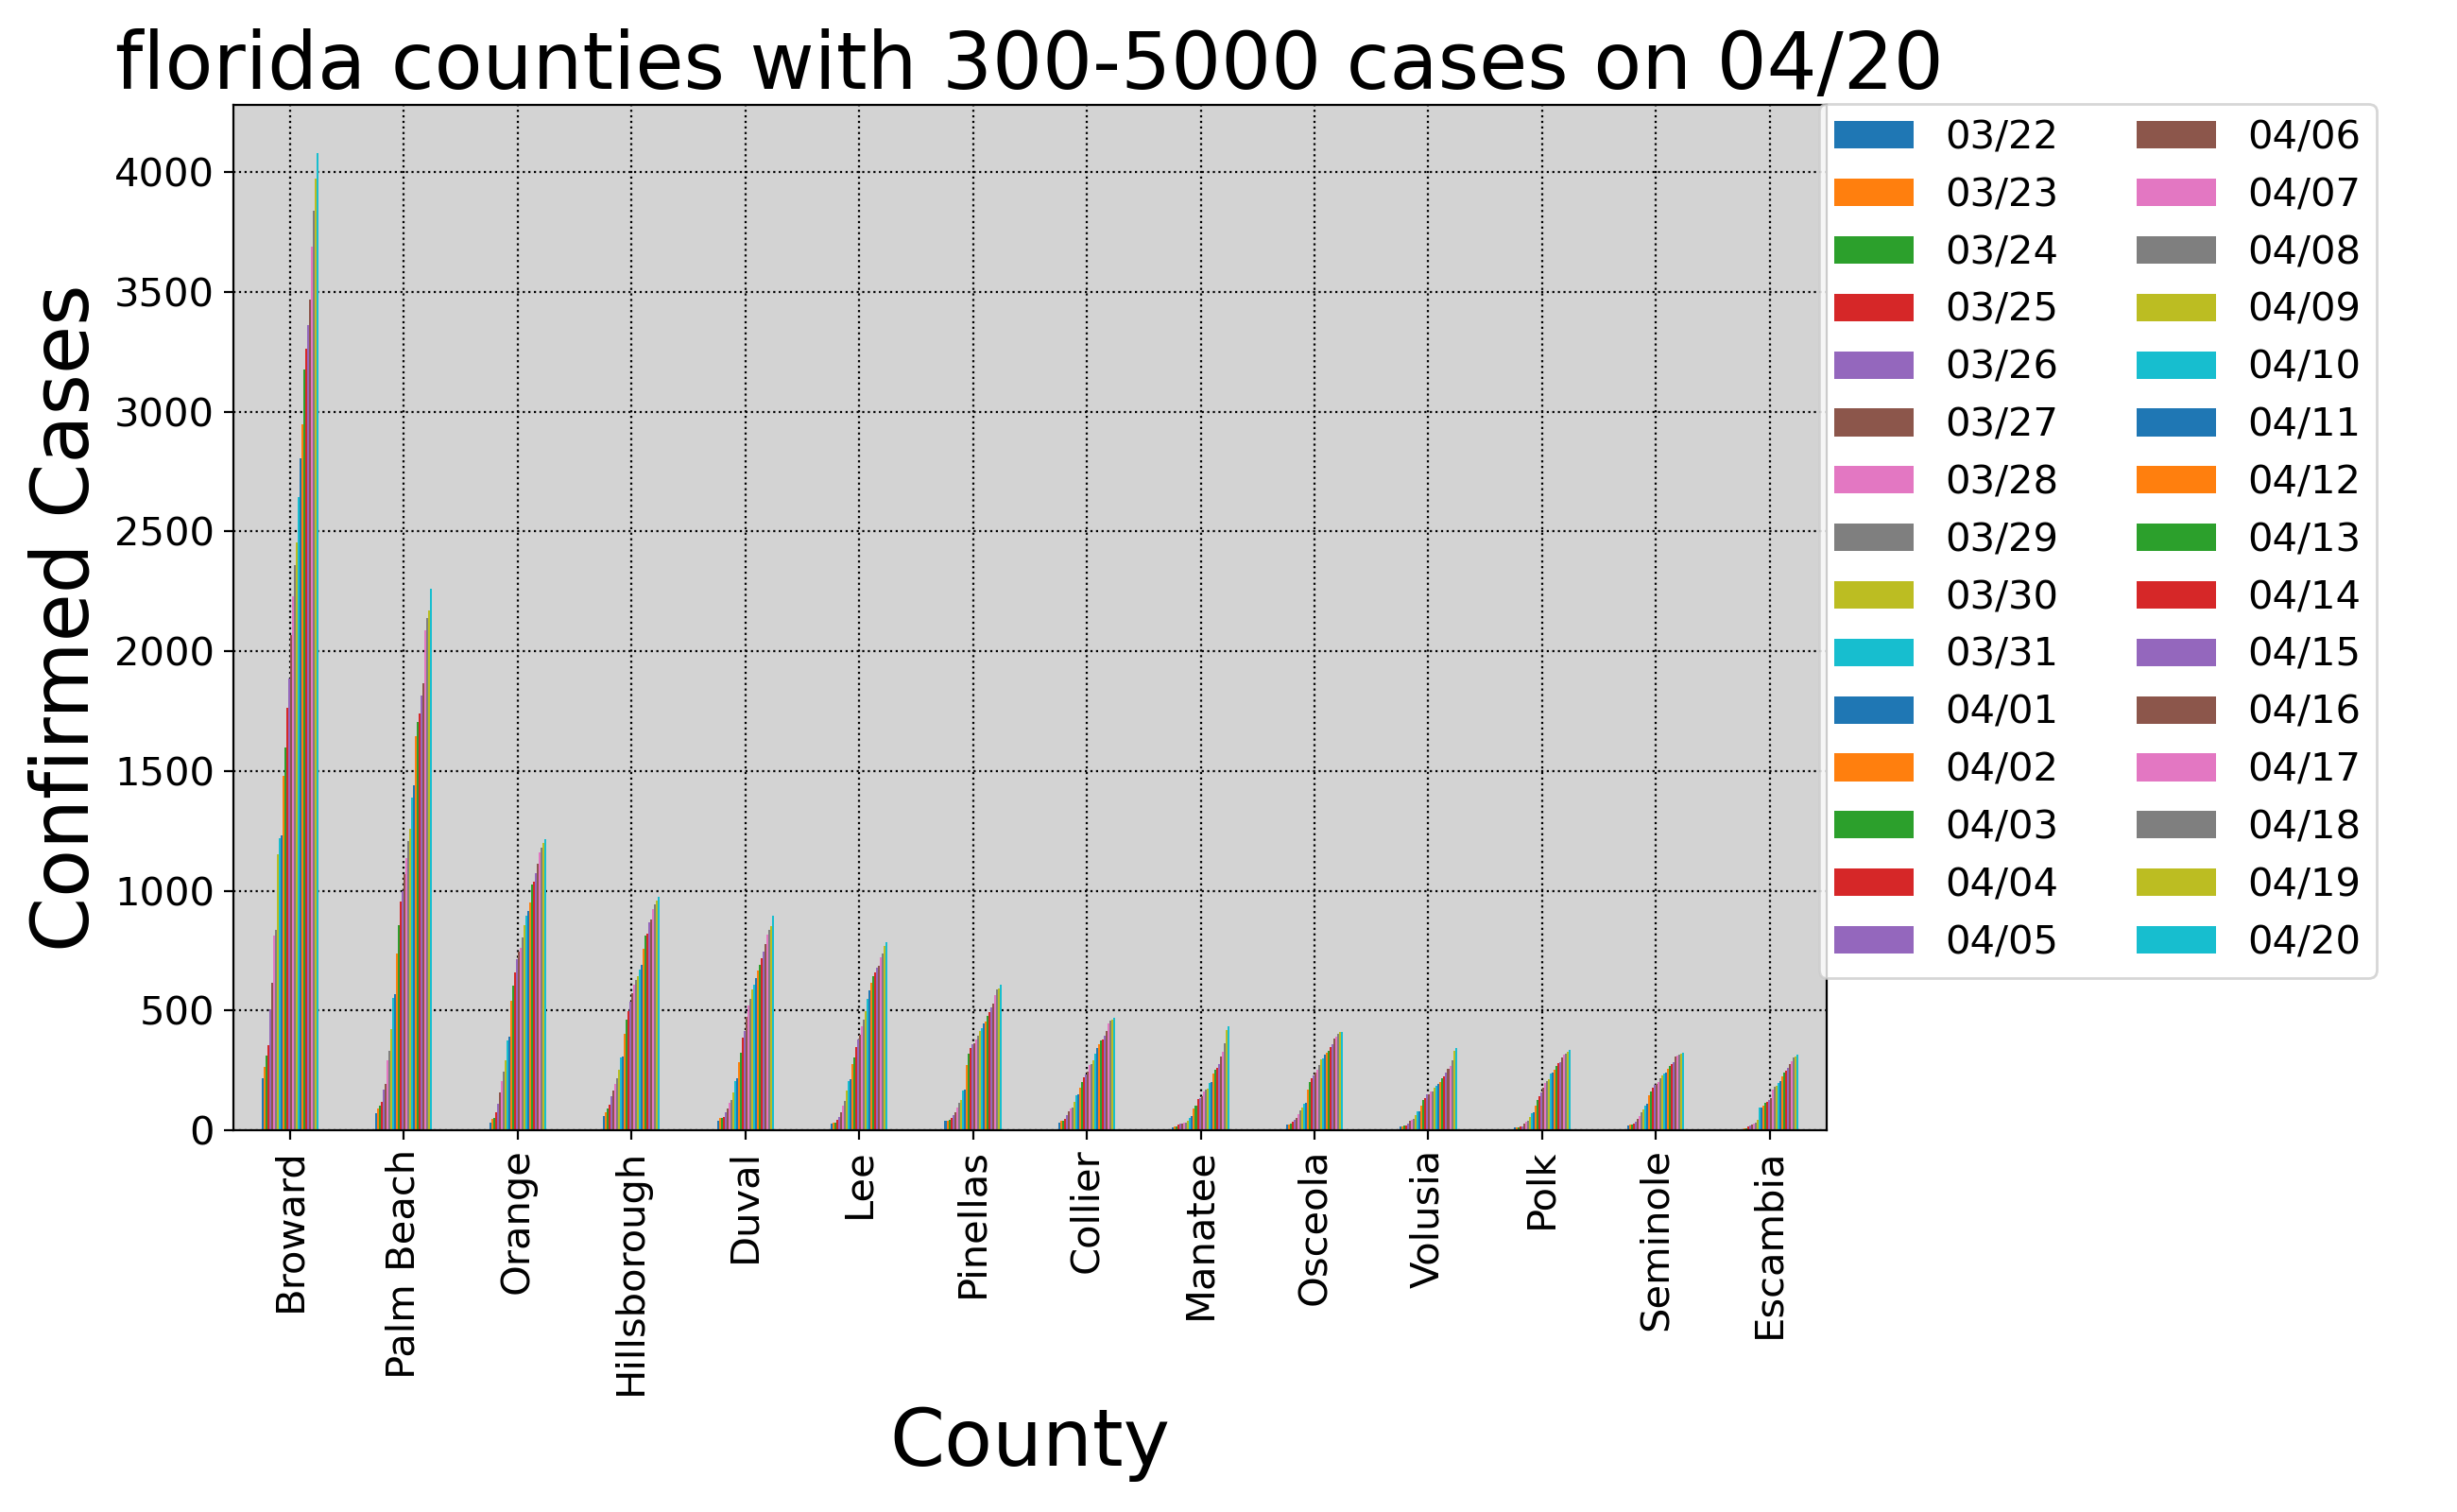 florida counties with 300-5000 cases on 04/20
Confirmed Cases
4000
3500
3000
2500
2000
1500
1000
500
0
Broward
Palm Beach
Orange
Hillsborough
Duval
Lee
Pinellas
Collier
Manatee
Osceola
Volusia
Polk
Seminole
Escambia
County
03/22
03/23
03/24
03/25
03/26
03/27
03/28
03/29
03/30
03/31
04/01
04/02
04/03
04/04
04/05
04/06
04/07
04/08
04/09
04/10
04/11
04/12
04/13
04/14
04/15
04/16
04/17
04/18
04/19
04/20